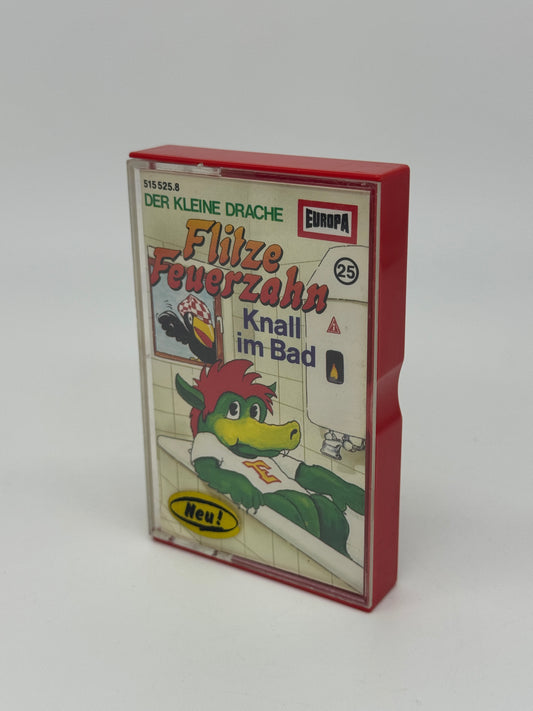 515 525.8
DER KLEINE DRACHE
EUROPA
Flitze
Feuerzahn
25
Knall
im Bad
Neu!